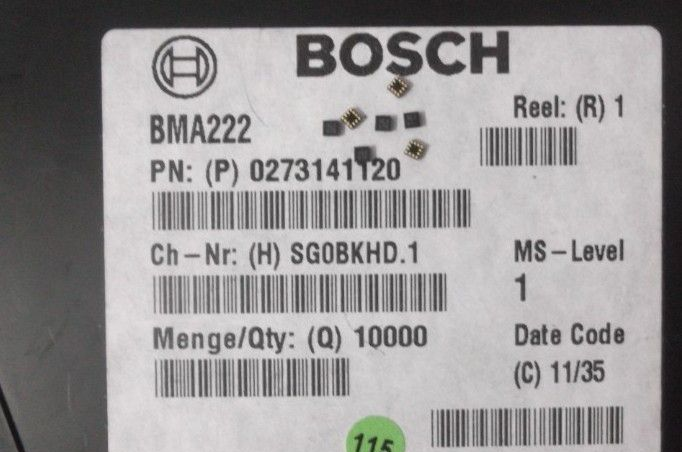 BOSCH
BMA222
Reel: (R) 1
PN: (P) 0273141120
Ch-Nr: (H) SG0BKHD.1
MS-Level
1
Menge/Qty: (Q) 10000
Date Code
(C) 11/35
115